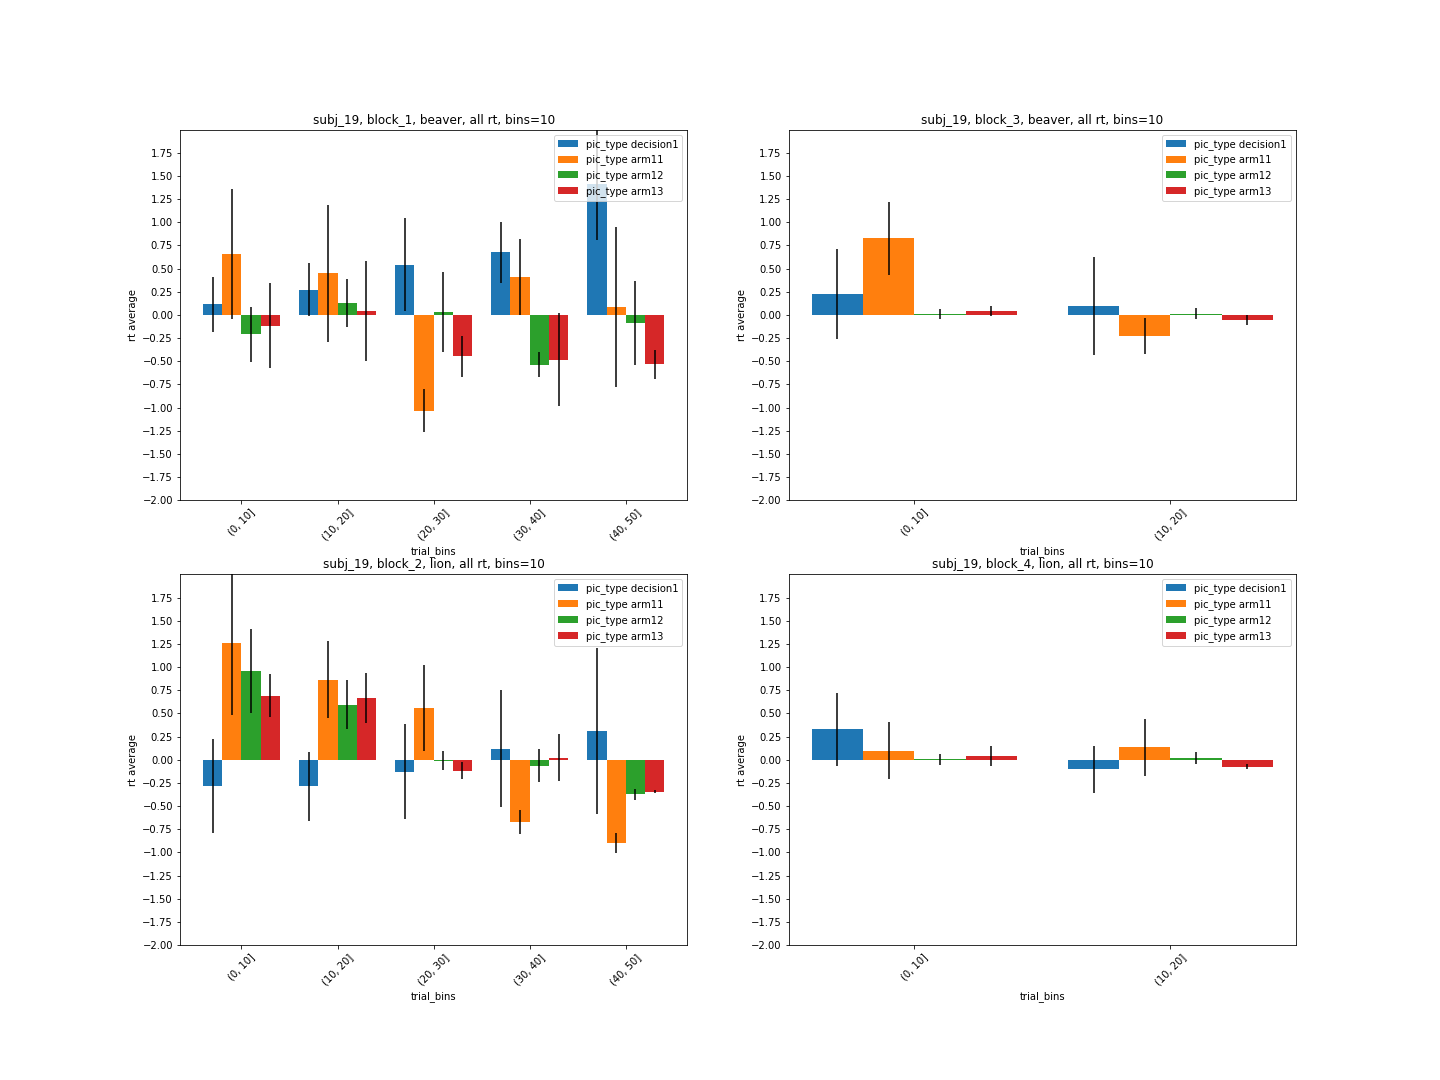 subj_19, block_1, beaver, all rt, bins=10
pic_type decision1
pic_type arm11
pic_type arm12
pic_type arm13
1.75
1.50
1.25
1.00
0.75
0.50
0.25
0.00
−0.25
−0.50
−0.75
−1.00
−1.25
−1.50
−1.75
−2.00
rt average
(0, 10]
(10, 20]
(20, 30]
(30, 40]
(40, 50]
trial_bins
subj_19, block_3, beaver, all rt, bins=10
pic_type decision1
pic_type arm11
pic_type arm12
pic_type arm13
1.75
1.50
1.25
1.00
0.75
0.50
0.25
0.00
−0.25
−0.50
−0.75
−1.00
−1.25
−1.50
−1.75
−2.00
rt average
(0, 10]
(10, 20]
trial_bins
subj_19, block_2, lion, all rt, bins=10
pic_type decision1
pic_type arm11
pic_type arm12
pic_type arm13
1.75
1.50
1.25
1.00
0.75
0.50
0.25
0.00
−0.25
−0.50
−0.75
−1.00
−1.25
−1.50
−1.75
−2.00
rt average
(0, 10]
(10, 20]
(20, 30]
(30, 40]
(40, 50]
trial_bins
subj_19, block_4, lion, all rt, bins=10
pic_type decision1
pic_type arm11
pic_type arm12
pic_type arm13
1.75
1.50
1.25
1.00
0.75
0.50
0.25
0.00
−0.25
−0.50
−0.75
−1.00
−1.25
−1.50
−1.75
−2.00
rt average
(0, 10]
(10, 20]
trial_bins